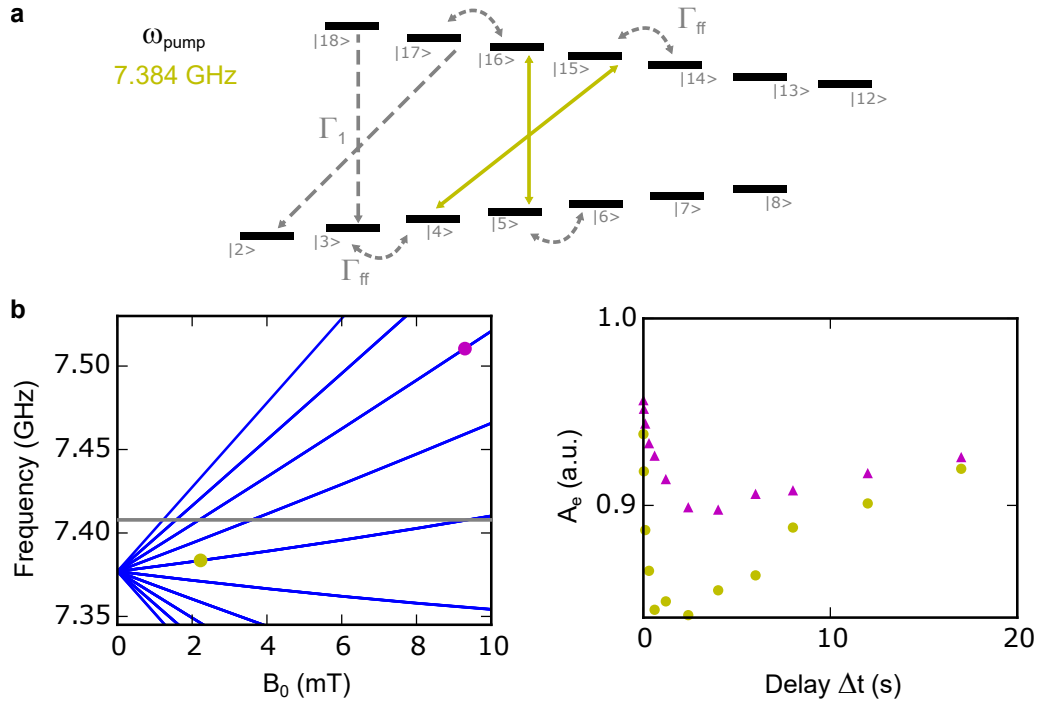 a
ω_pump
7.384 GHz
|18> |17> |16> |15> |14> |13> |12>
Γ_ff
Γ_1
|2> |3> |4> |5> |6> |7> |8>
Γ_ff
b
Frequency (GHz)
7.50
7.45
7.40
7.35
0 2 4 6 8 10
B_0 (mT)
A_e (a.u.)
1.0
0.9
0 10 20
Delay Δt (s)